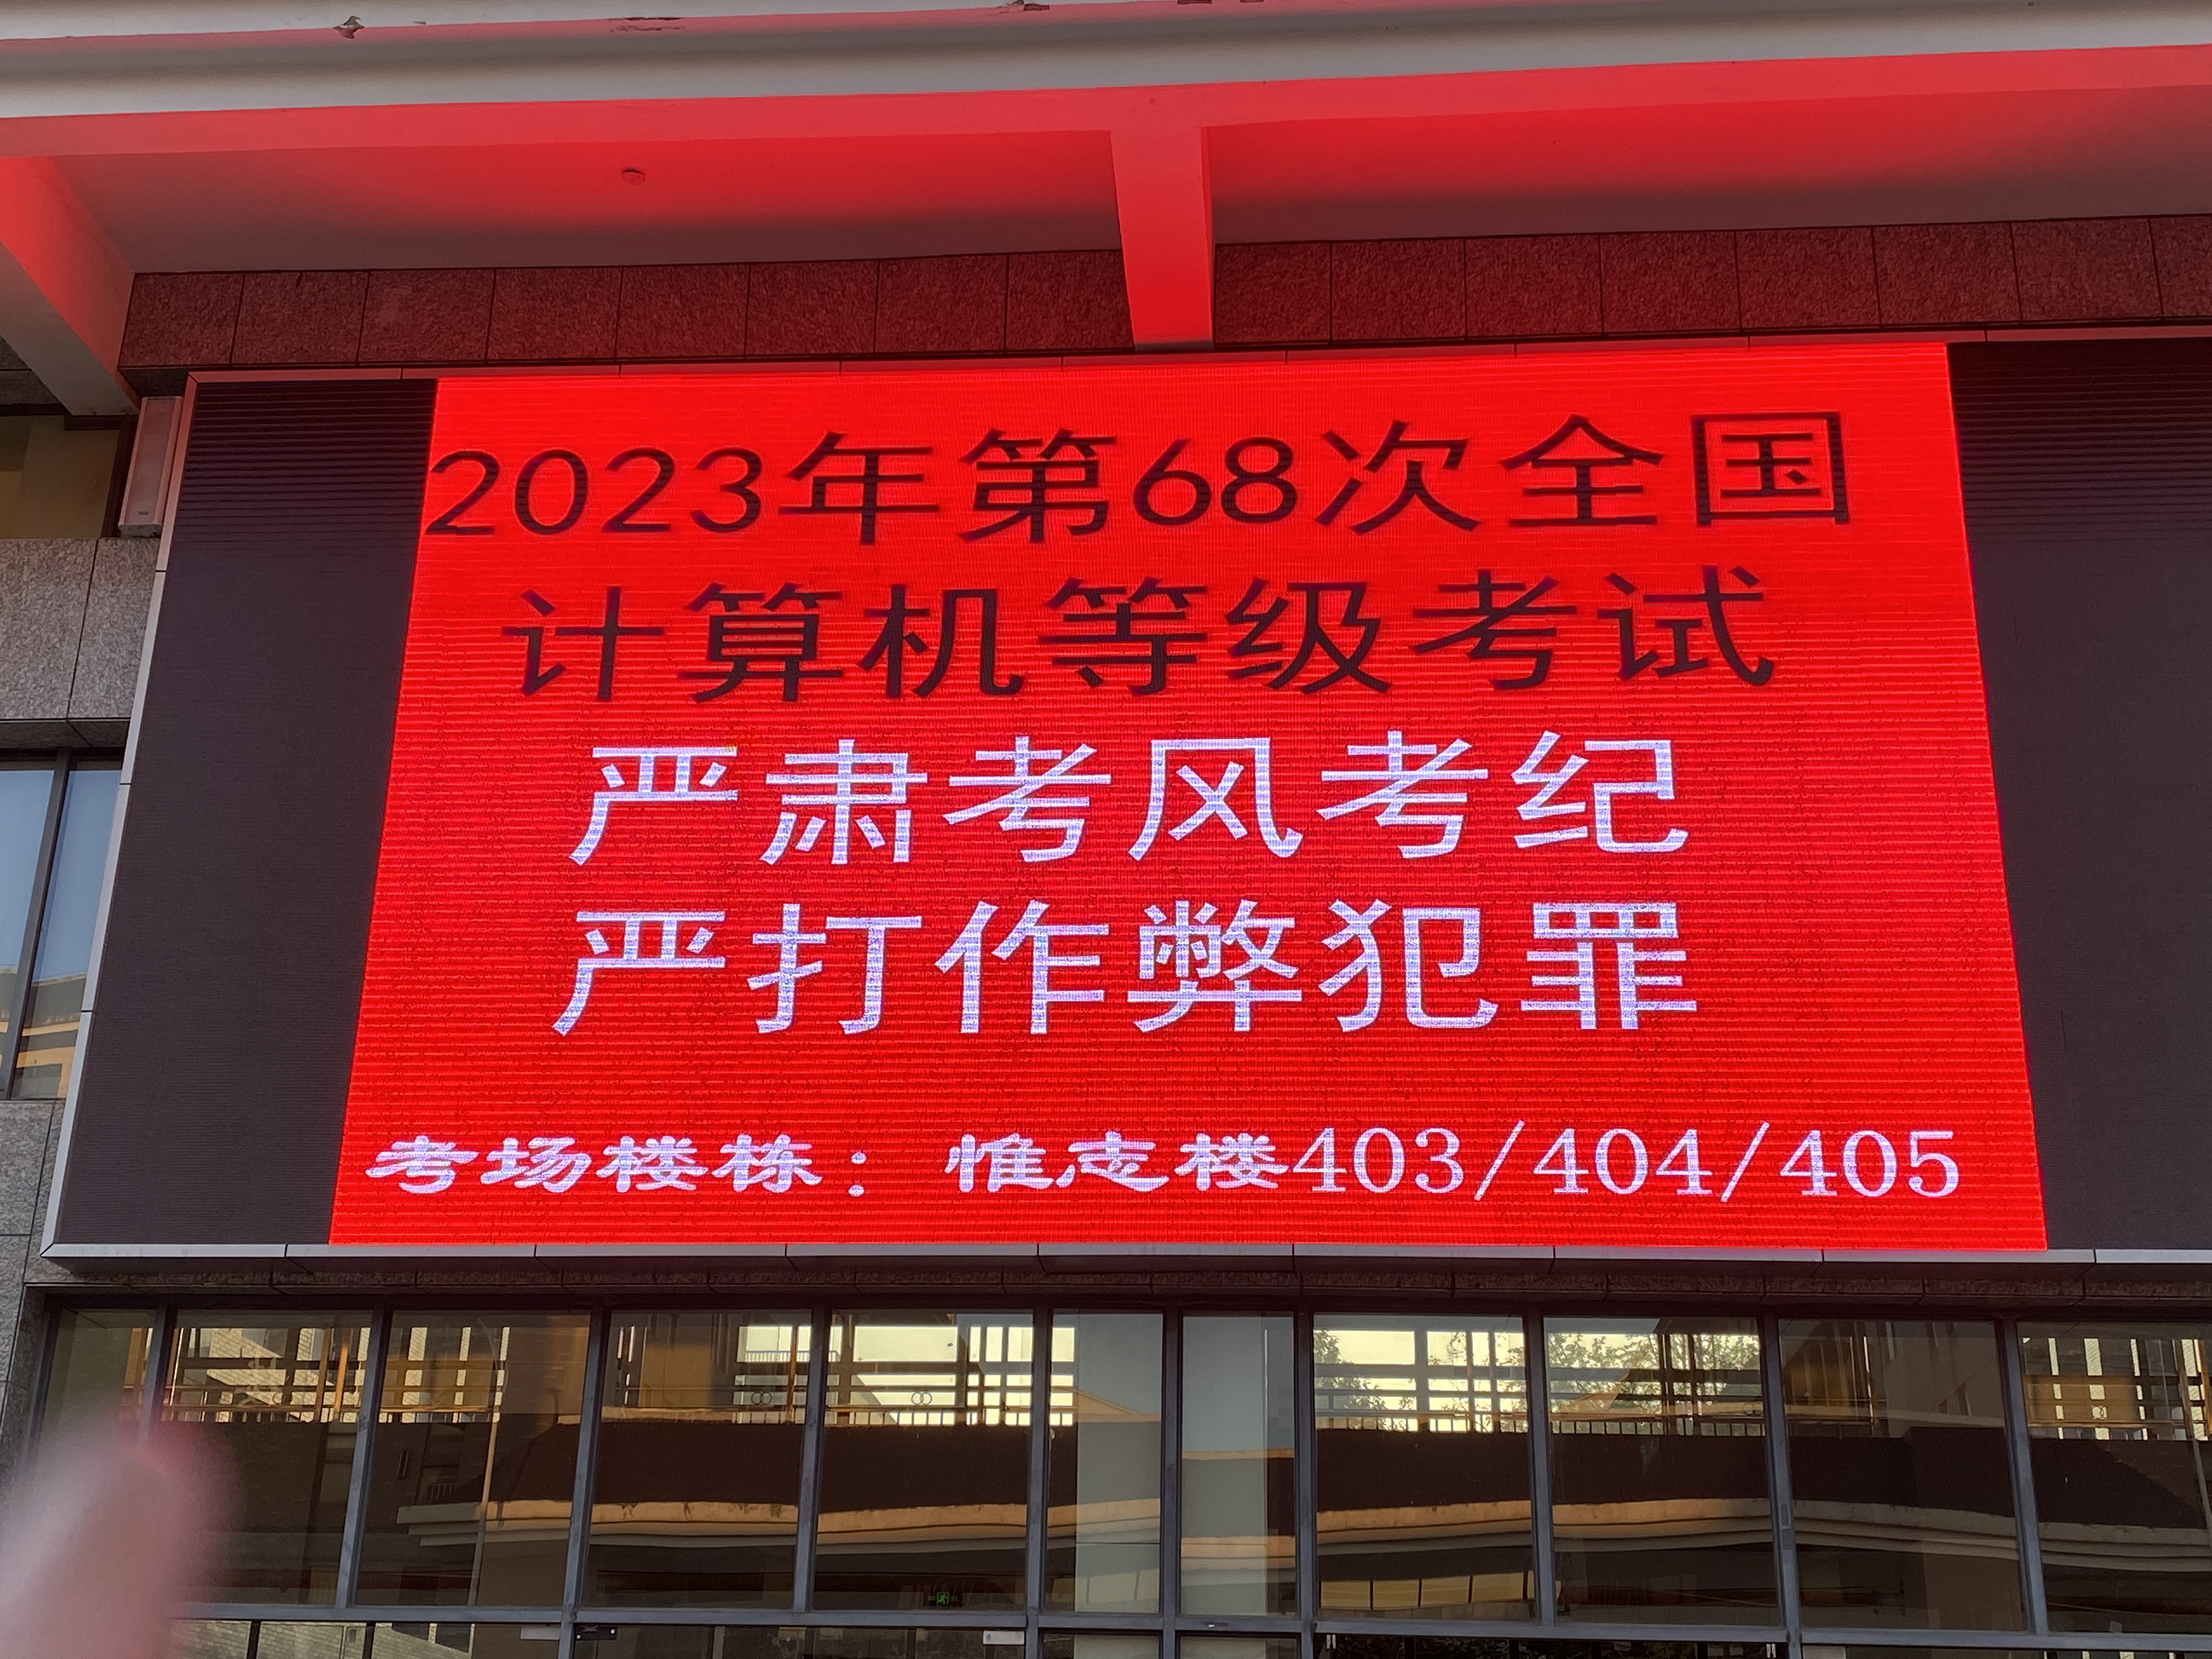 2023年第68次全国
计算机等级考试
严肃考风考纪
严打作弊犯罪
考场楼栋：惟志楼403/404/405